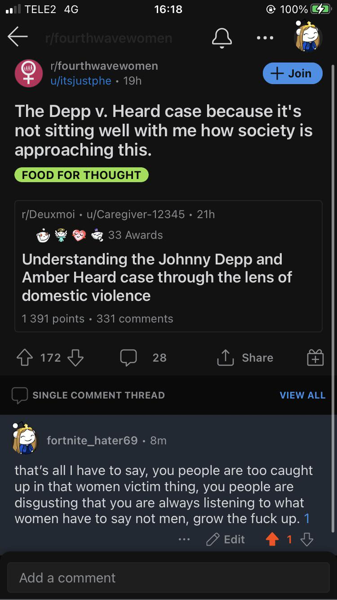 TELE2 4G 16:18 100%
r/fourthwavewomen
r/fourthwavewomen
u/itsjustphe • 19h
+ Join
The Depp v. Heard case because it's
not sitting well with me how society is
approaching this.
FOOD FOR THOUGHT
r/Deuxmoi • u/Caregiver-12345 • 21h
33 Awards
Understanding the Johnny Depp and
Amber Heard case through the lens of
domestic violence
1 391 points • 331 comments
172
28
Share
SINGLE COMMENT THREAD
VIEW ALL
fortnite_hater69 • 8m
that's all I have to say, you people are too caught
up in that women victim thing, you people are
disgusting that you are always listening to what
women have to say not men, grow the fuck up. 1
... Edit 1
Add a comment